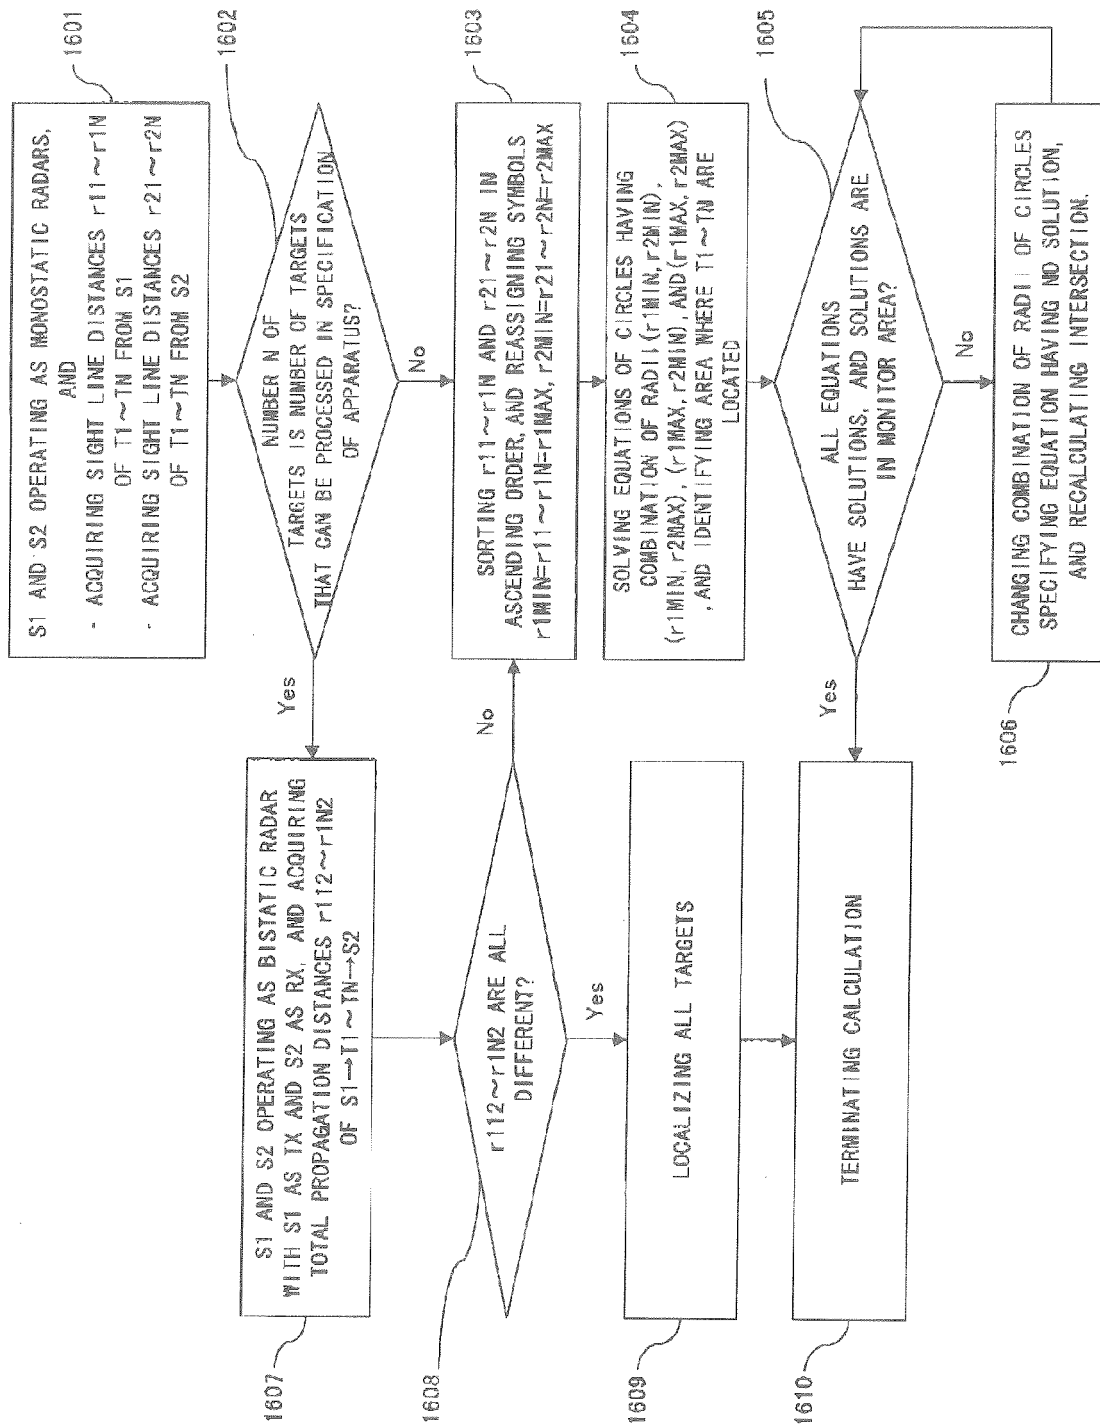 1601
S1 AND S2 OPERATING AS MONOSTATIC RADARS,
AND
- ACQUIRING SIGHT LINE DISTANCES r11~r1N
OF T1~TN FROM S1
- ACQUIRING SIGHT LINE DISTANCES r21~r2N
OF T1~TN FROM S2
1602
NUMBER N OF
TARGETS IS NUMBER OF TARGETS
THAT CAN BE PROCESSED IN SPECIFICATION
OF APPARATUS?
Yes
No
1603
SORTING r11~r1N AND r21~r2N IN
ASCENDING ORDER, AND REASSIGNING SYMBOLS
r1MIN=r11~r1N=r1MAX, r2MIN=r21~r2N=r2MAX
1604
SOLVING EQUATIONS OF CIRCLES HAVING
COMBINATION OF RADII(r1MIN, r2MIN),
(r1MIN, r2MAX), (r1MAX, r2MIN), AND(r1MAX, r2MAX)
, AND IDENTIFYING AREA WHERE T1~TN ARE
LOCATED
1605
ALL EQUATIONS
HAVE SOLUTIONS, AND SOLUTIONS ARE
IN MONITOR AREA?
Yes
No
1606
CHANGING COMBINATION OF RADII OF CIRCLES
SPECIFYING EQUATION HAVING NO SOLUTION,
AND RECALCULATING INTERSECTION.
1607
S1 AND S2 OPERATING AS BISTATIC RADAR
WITH S1 AS TX AND S2 AS RX, AND ACQUIRING
TOTAL PROPAGATION DISTANCES r112~r1N2
OF S1→T1~TN→S2
1608
r112~r1N2 ARE ALL
DIFFERENT?
No
Yes
1609
LOCALIZING ALL TARGETS
1610
TERMINATING CALCULATION